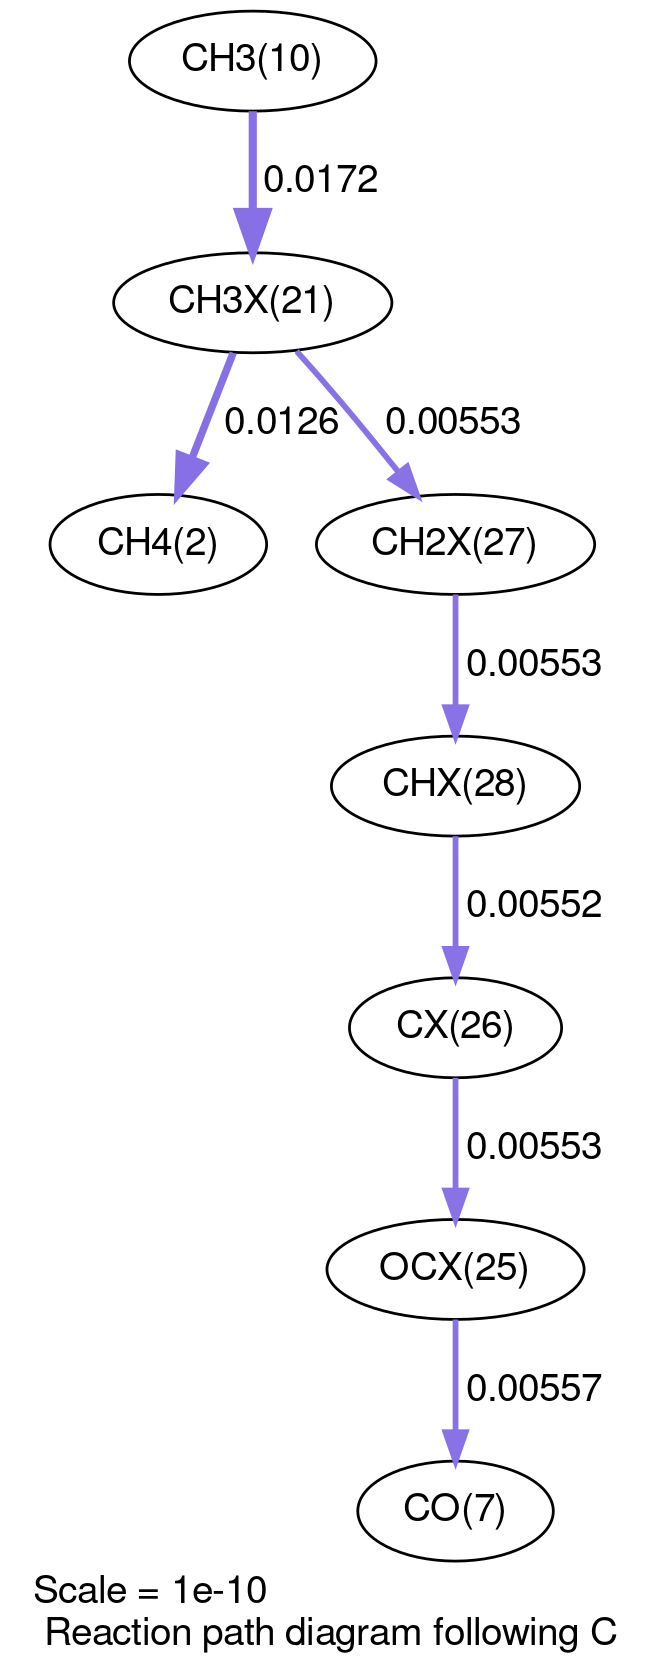 CH3(10)
0.0172
CH3X(21)
0.0126
0.00553
CH4(2)
CH2X(27)
0.00553
CHX(28)
0.00552
CX(26)
0.00553
OCX(25)
0.00557
CO(7)
Scale = 1e-10
Reaction path diagram following C